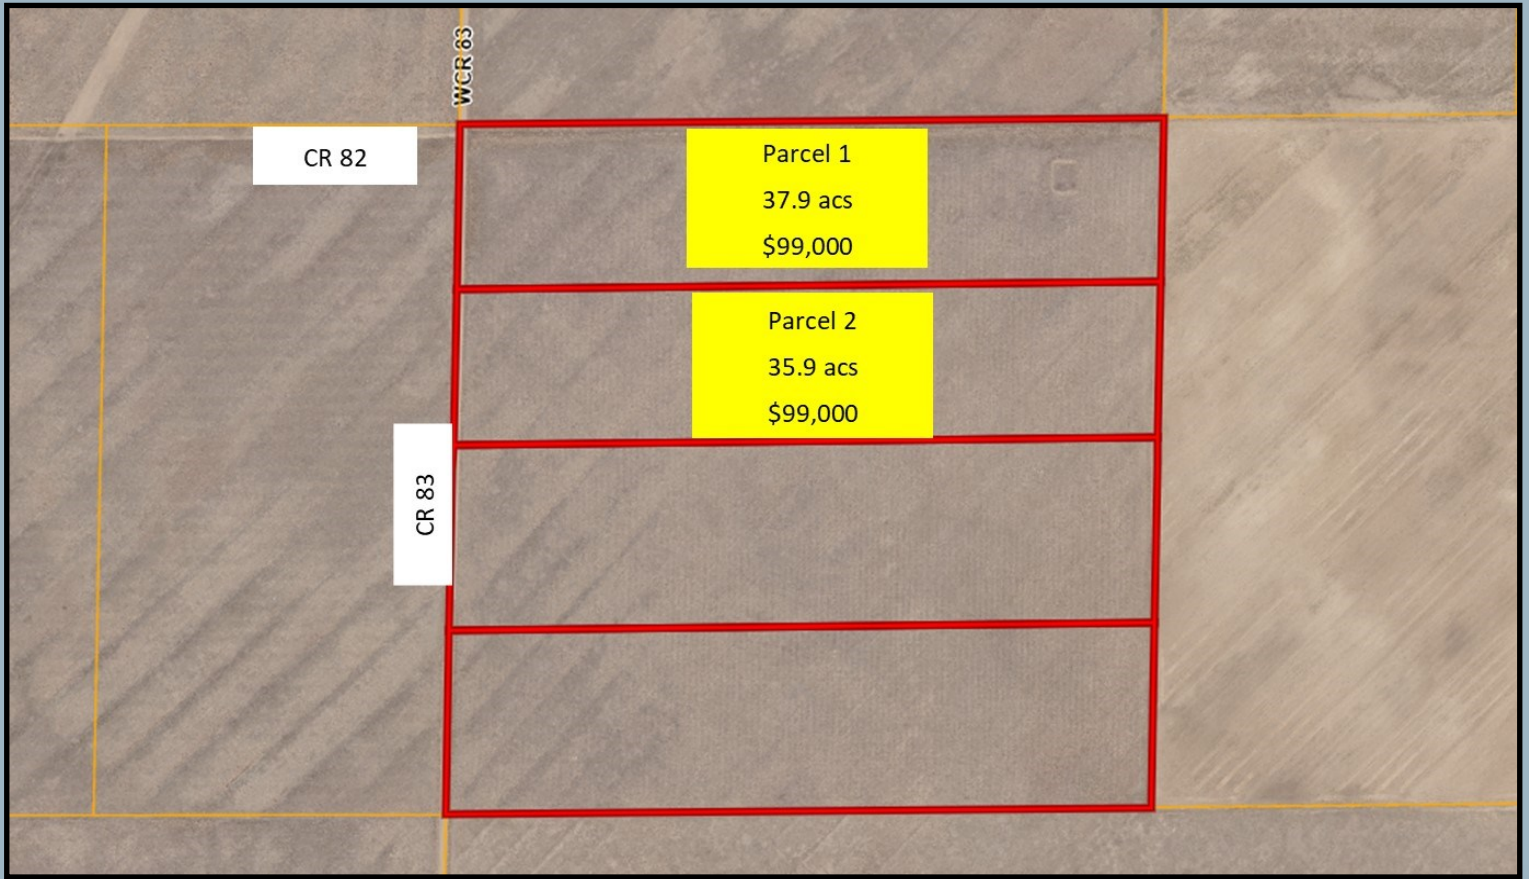 WCR 83
CR 82
Parcel 1
37.9 acs
$99,000
Parcel 2
35.9 acs
$99,000
CR 83